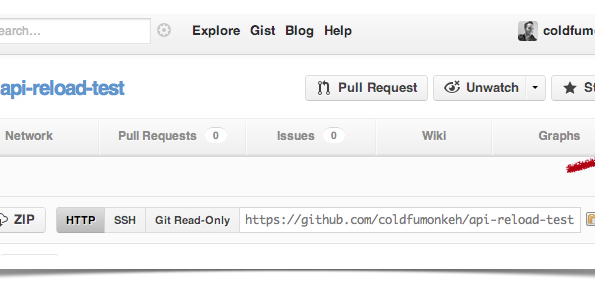 earch...
Explore Gist Blog Help
coldfumo
api-reload-test
Pull Request
Unwatch
St
Network
Pull Requests 0
Issues 0
Wiki
Graphs
ZIP
HTTP
SSH
Git Read-Only
https://github.com/coldfumonkeh/api-reload-test